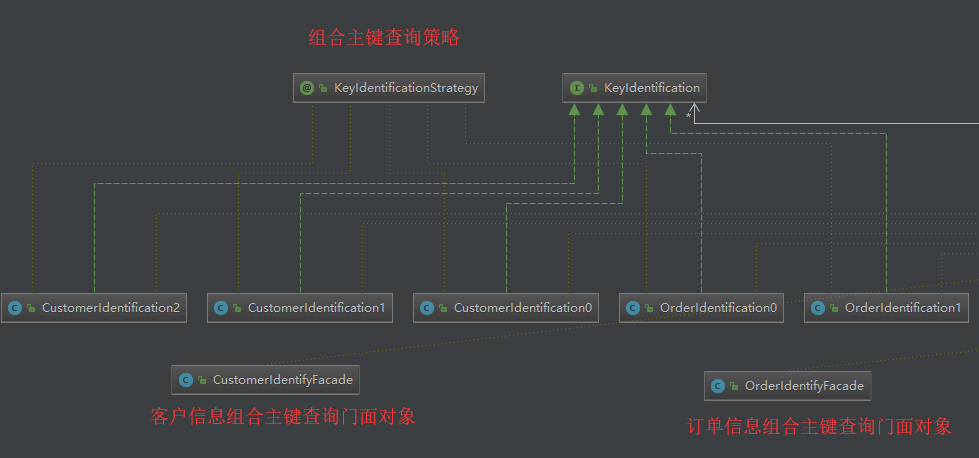 组合主键查询策略
KeyIdentificationStrategy
KeyIdentification
*
CustomerIdentification2
CustomerIdentification1
CustomerIdentification0
OrderIdentification0
OrderIdentification1
CustomerIdentifyFacade
OrderIdentifyFacade
客户信息组合主键查询门面对象
订单信息组合主键查询门面对象